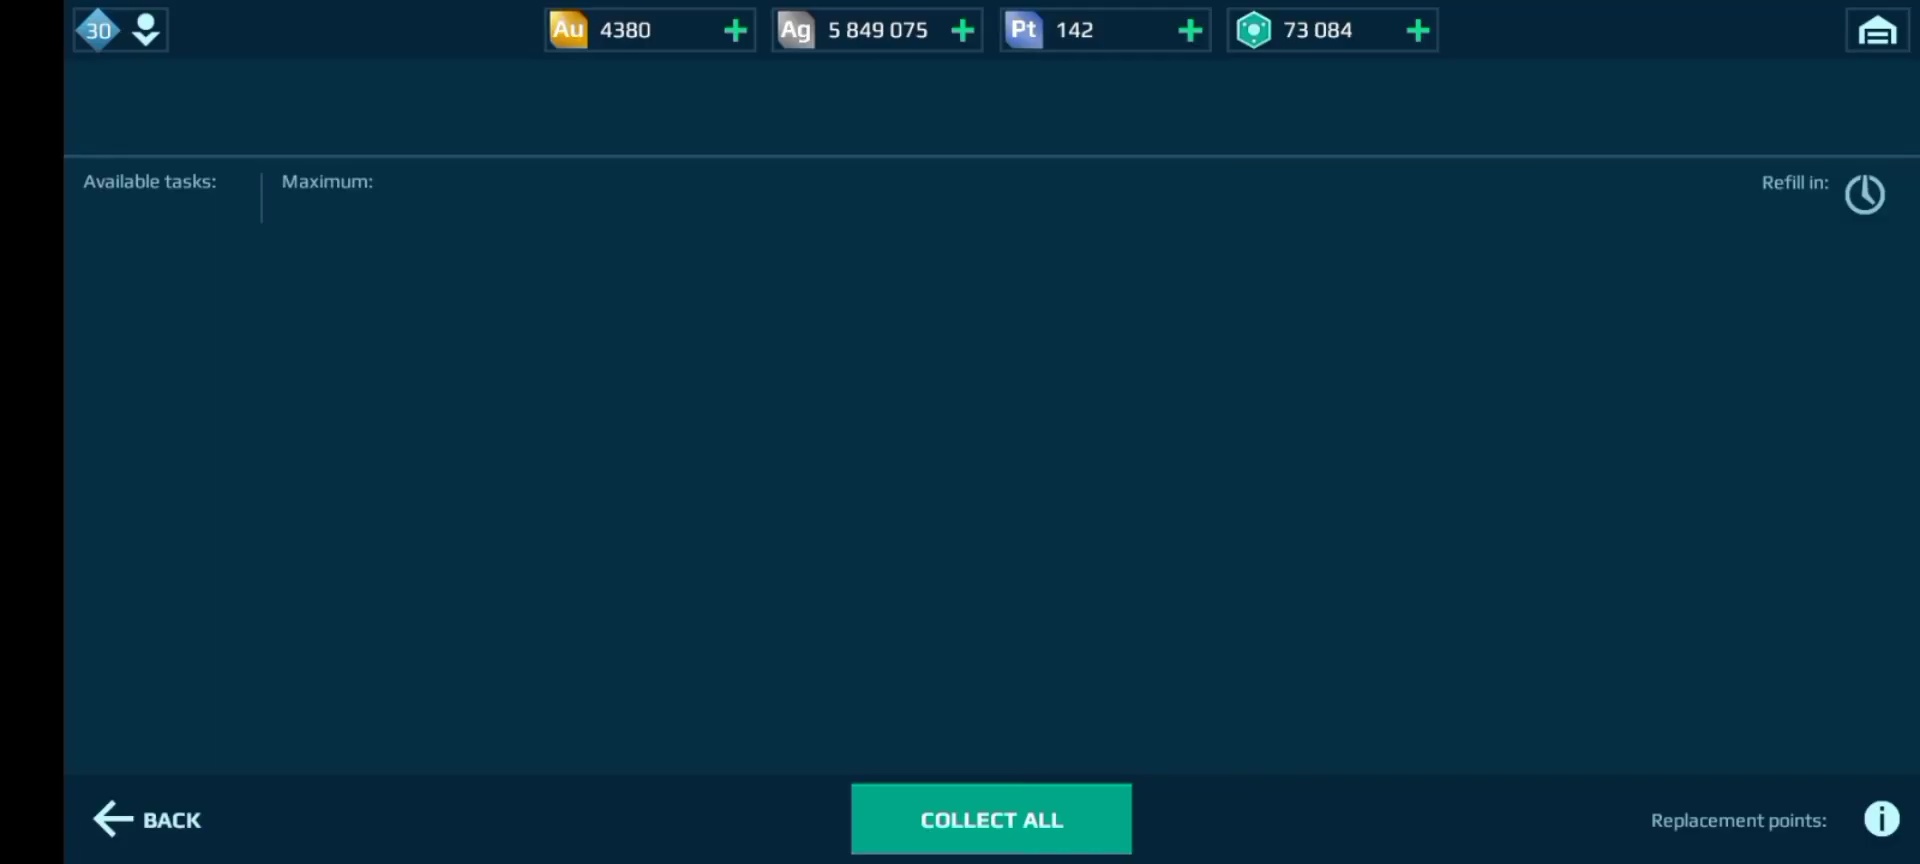 30
Au 4380
Ag 5 849 075
Pt 142
73 084
Available tasks:
Maximum:
Refill in:
BACK
COLLECT ALL
Replacement points:
i